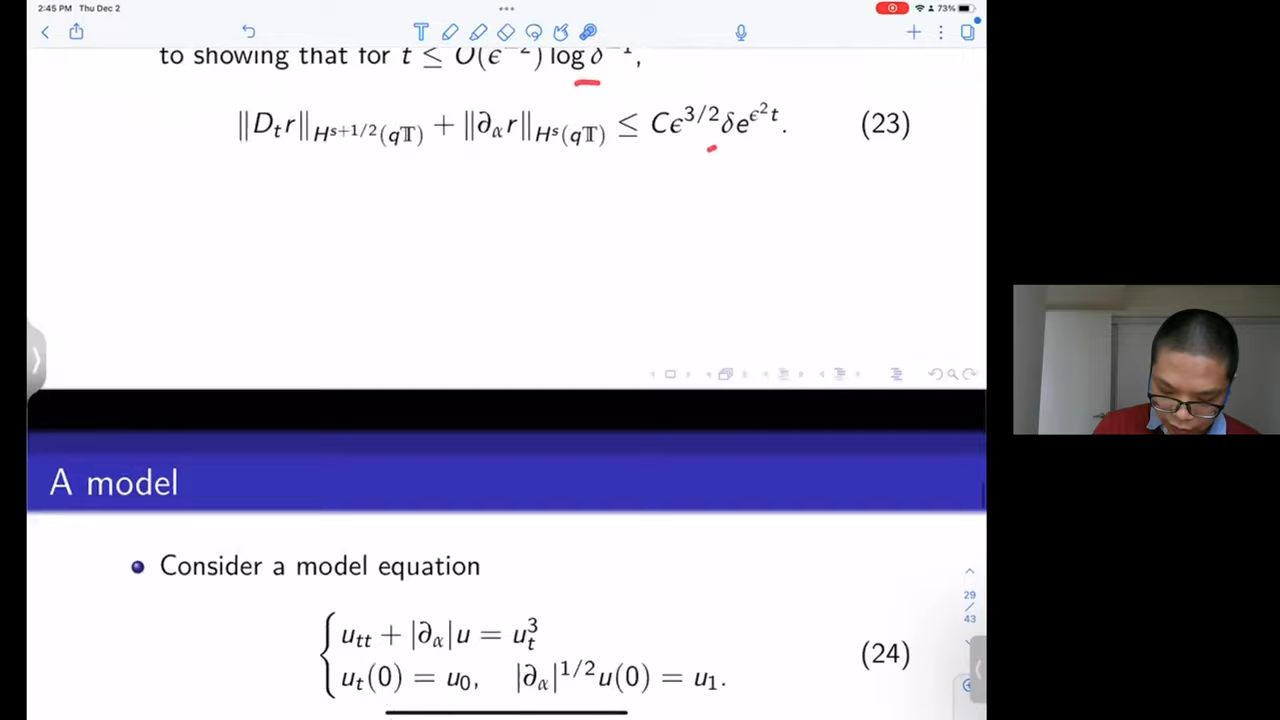 2:45 PM Thu Dec 2
73%
to showing that for t ≤ O(ϵ⁻²) log δ⁻¹,
‖D_t r‖_{H^{s+1/2}(q𝕋)} + ‖∂_α r‖_{H^s(q𝕋)} ≤ Cϵ^{3/2}δe^{ϵ²t}. (23)
A model
Consider a model equation
{ u_tt + |∂_α|u = u_t³
u_t(0) = u₀, |∂_α|^{1/2}u(0) = u₁. (24)
29
/
43